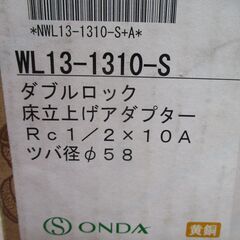 *NWL13-1310-S+A*
WL13-1310-S
ダブルロック
床立上げアダプター
Rc1/2×10A
ツバ径φ58
S ONDA
黄銅